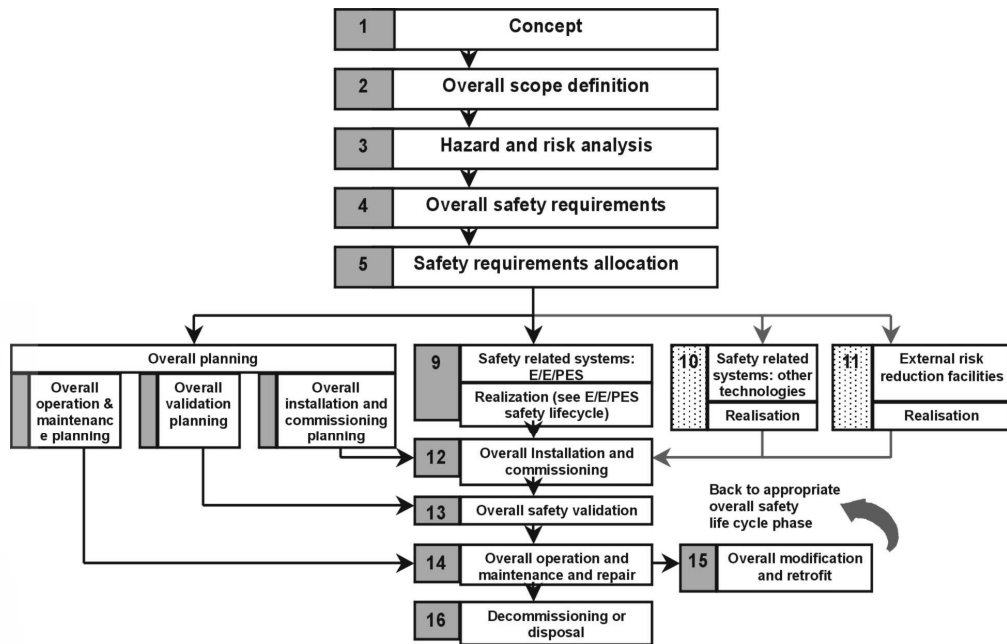 1
Concept
2
Overall scope definition
3
Hazard and risk analysis
4
Overall safety requirements
5
Safety requirements allocation
Overall planning
Overall
operation &
maintenanc
e planning
Overall
validation
planning
Overall
installation and
commissioning
planning
9
Safety related systems:
E/E/PES
Realization (see E/E/PES
safety lifecycle)
10
Safety related
systems: other
technologies
Realisation
11
External risk
reduction facilities
Realisation
12
Overall Installation and
commissioning
13
Overall safety validation
Back to appropriate
overall safety
life cycle phase
14
Overall operation and
maintenance and repair
15
Overall modification
and retrofit
16
Decommissioning or
disposal